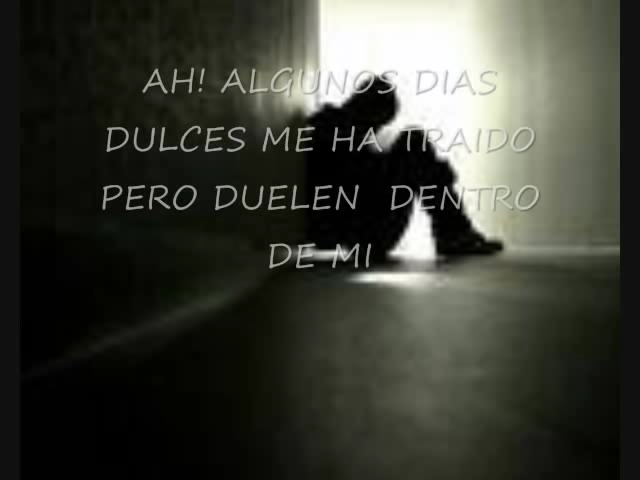 AH! ALGUNOS DIAS
DULCES ME HA TRAIDO
PERO DUELEN DENTRO
DE MI